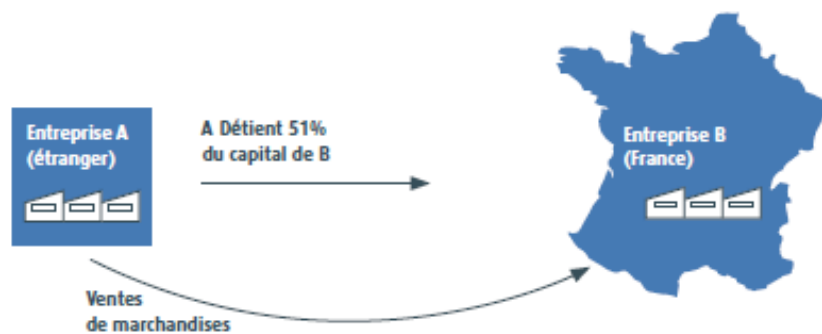 Entreprise A
(étranger)
A Détient 51%
du capital de B
Entreprise B
(France)
Ventes
de marchandises